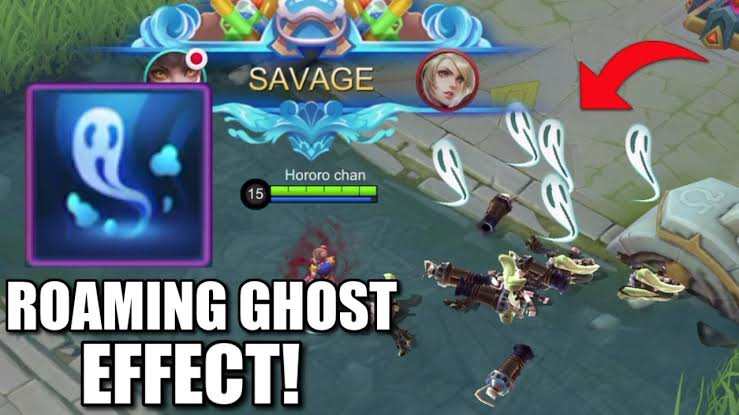 SAVAGE
Hororo chan
15
ROAMING GHOST
EFFECT!